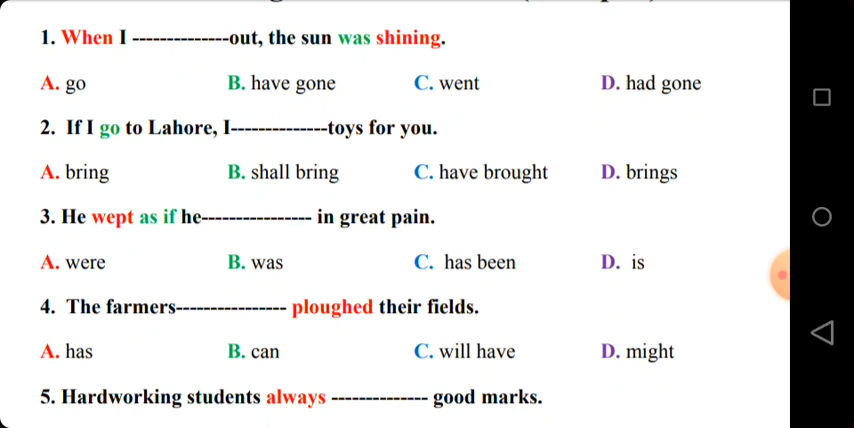 1. When I --------------out, the sun was shining.
A. go B. have gone C. went D. had gone
2. If I go to Lahore, I--------------toys for you.
A. bring B. shall bring C. have brought D. brings
3. He wept as if he---------------- in great pain.
A. were B. was C. has been D. is
4. The farmers---------------- ploughed their fields.
A. has B. can C. will have D. might
5. Hardworking students always -------------- good marks.